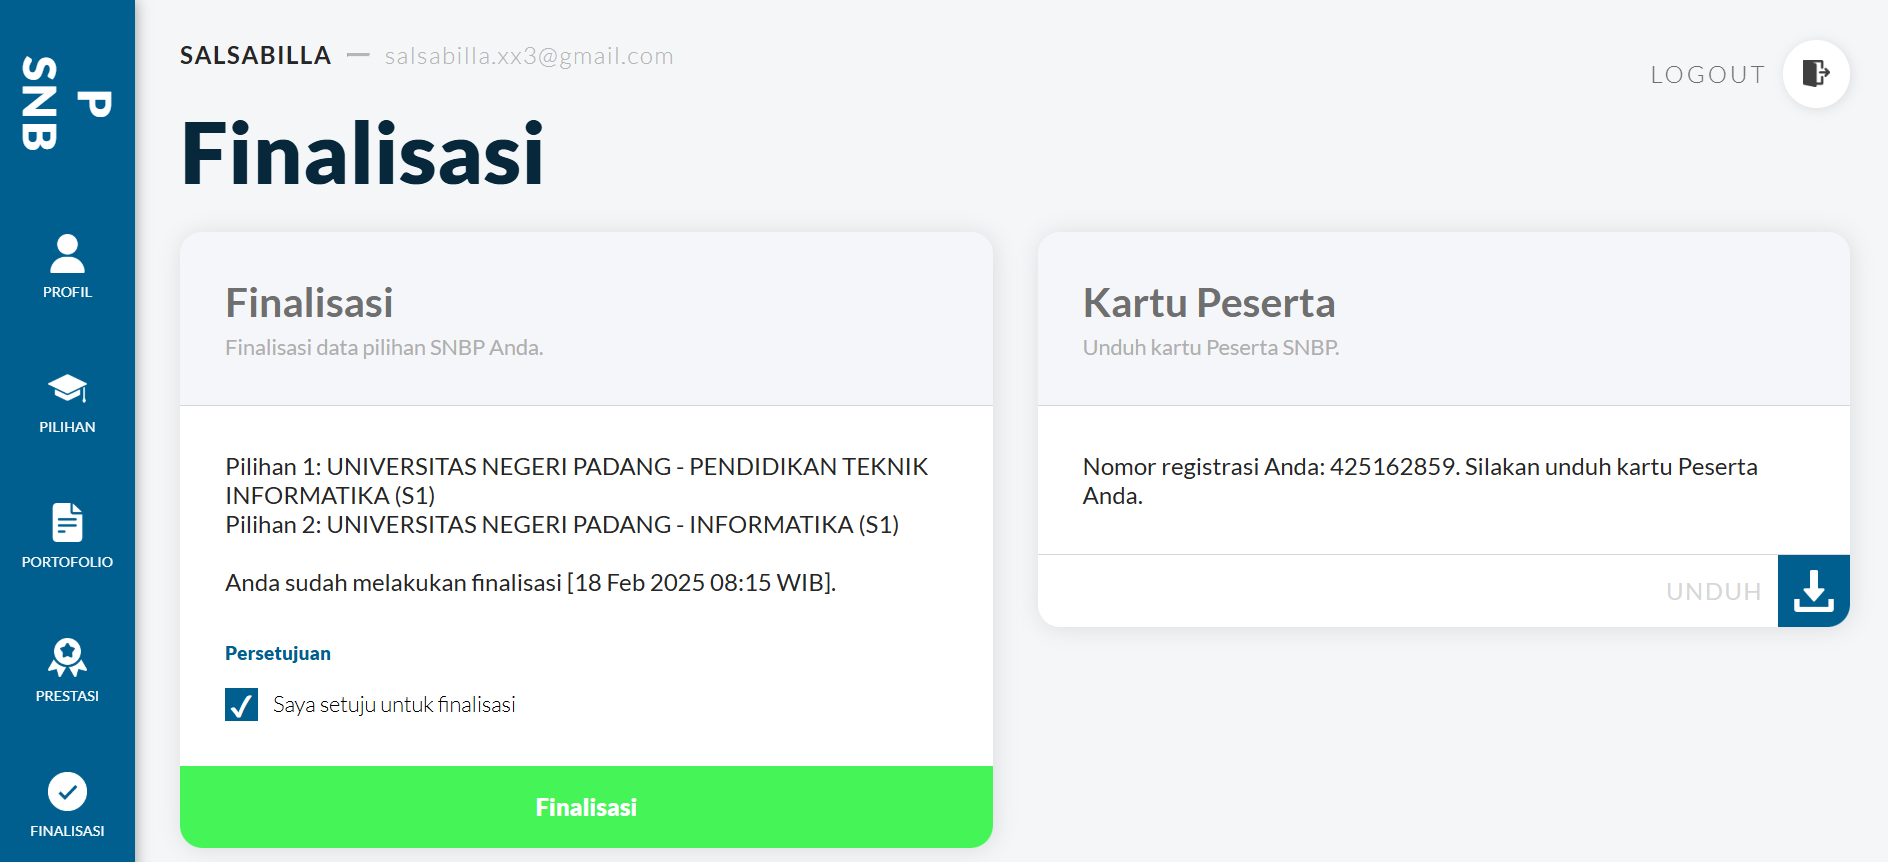 SNB
P
PROFIL
PILIHAN
PORTOFOLIO
PRESTASI
FINALISASI
SALSABILLA — salsabilla.xx3@gmail.com
LOGOUT
Finalisasi
Finalisasi
Finalisasi data pilihan SNBP Anda.
Pilihan 1: UNIVERSITAS NEGERI PADANG - PENDIDIKAN TEKNIK
INFORMATIKA (S1)
Pilihan 2: UNIVERSITAS NEGERI PADANG - INFORMATIKA (S1)
Anda sudah melakukan finalisasi [18 Feb 2025 08:15 WIB].
Persetujuan
Saya setuju untuk finalisasi
Finalisasi
Kartu Peserta
Unduh kartu Peserta SNBP.
Nomor registrasi Anda: 425162859. Silakan unduh kartu Peserta
Anda.
UNDUH